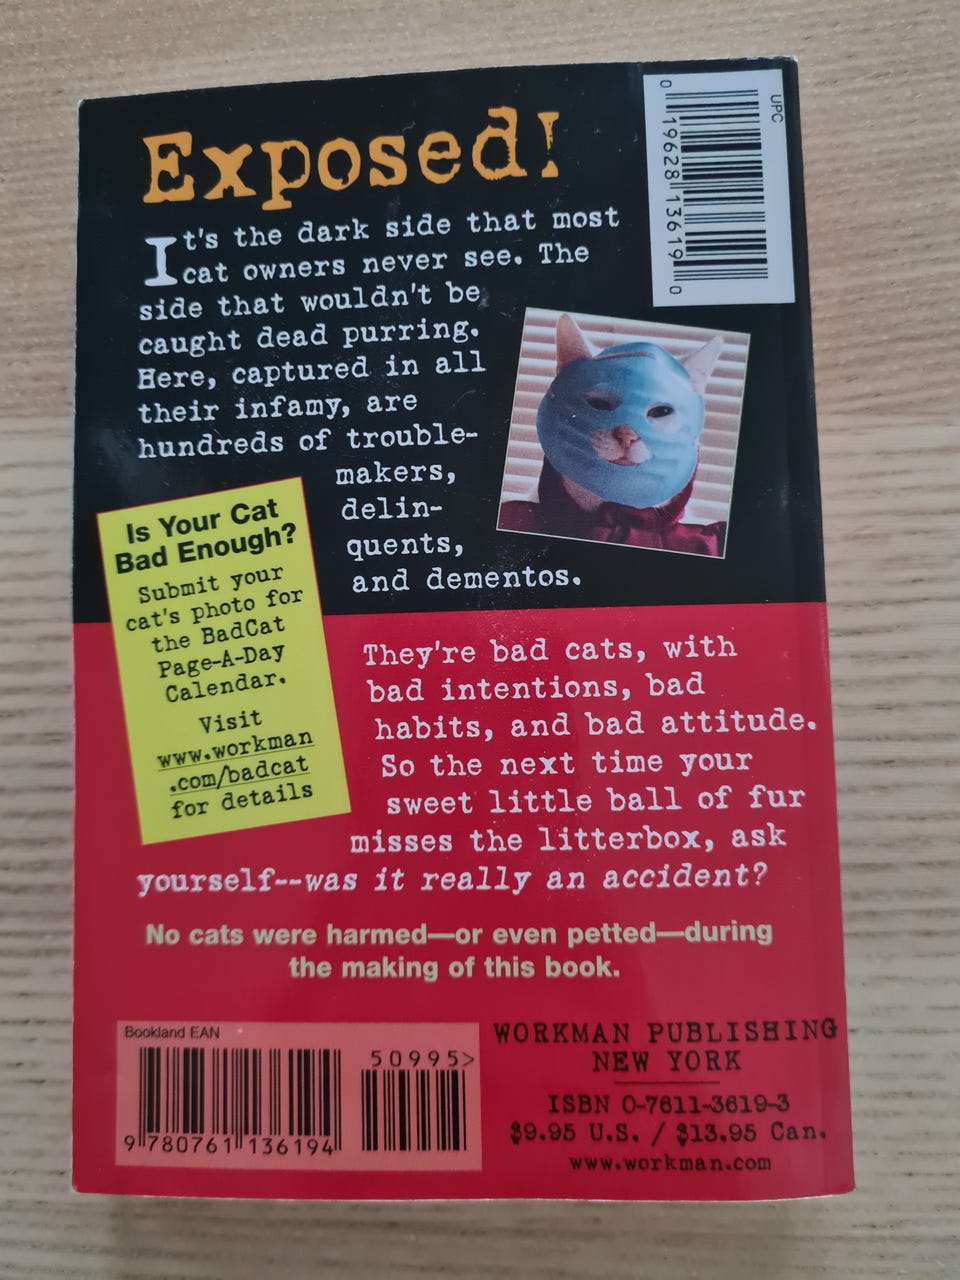 Exposed!
It's the dark side that most
cat owners never see. The
side that wouldn't be
caught dead purring.
Here, captured in all
their infamy, are
hundreds of trouble-
makers,
delin-
quents,
and dementos.
UPC
0 19628 13619 0
Is Your Cat
Bad Enough?
Submit your
cat's photo for
the BadCat
Page-A-Day
Calendar.
Visit
www.workman
.com/badcat
for details
They're bad cats, with
bad intentions, bad
habits, and bad attitude.
So the next time your
sweet little ball of fur
misses the litterbox, ask
yourself--was it really an accident?
No cats were harmed—or even petted—during
the making of this book.
Bookland EAN
50995>
9 780761 136194
WORKMAN PUBLISHING
NEW YORK
ISBN 0-7611-3619-3
$9.95 U.S. / $13.95 Can.
www.workman.com